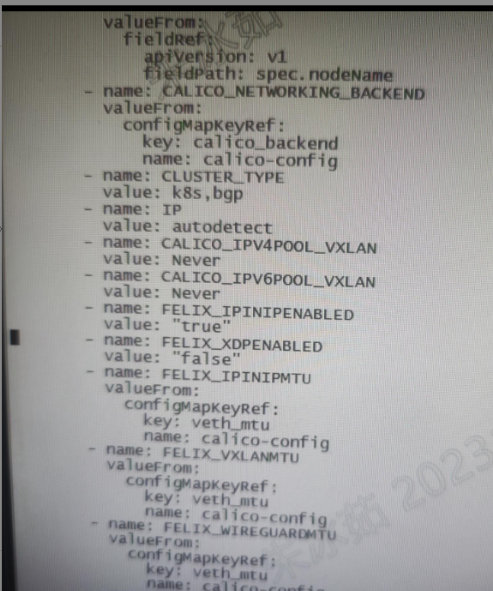 valueFrom:
fieldRef:
apiVersion: v1
fieldPath: spec.nodeName
- name: CALICO_NETWORKING_BACKEND
valueFrom:
configMapKeyRef:
key: calico_backend
name: calico-config
- name: CLUSTER_TYPE
value: k8s,bgp
- name: IP
value: autodetect
- name: CALICO_IPV4POOL_VXLAN
value: Never
- name: CALICO_IPV6POOL_VXLAN
value: Never
- name: FELIX_IPINIPENABLED
value: "true"
- name: FELIX_XDPENABLED
value: "false"
- name: FELIX_IPINIPMTU
valueFrom:
configMapKeyRef:
key: veth_mtu
name: calico-config
- name: FELIX_VXLANMTU
valueFrom:
configMapKeyRef:
key: veth_mtu
name: calico-config
- name: FELIX_WIREGUARDMTU
valueFrom:
configMapKeyRef:
key: veth_mtu
name: calico-config
2023